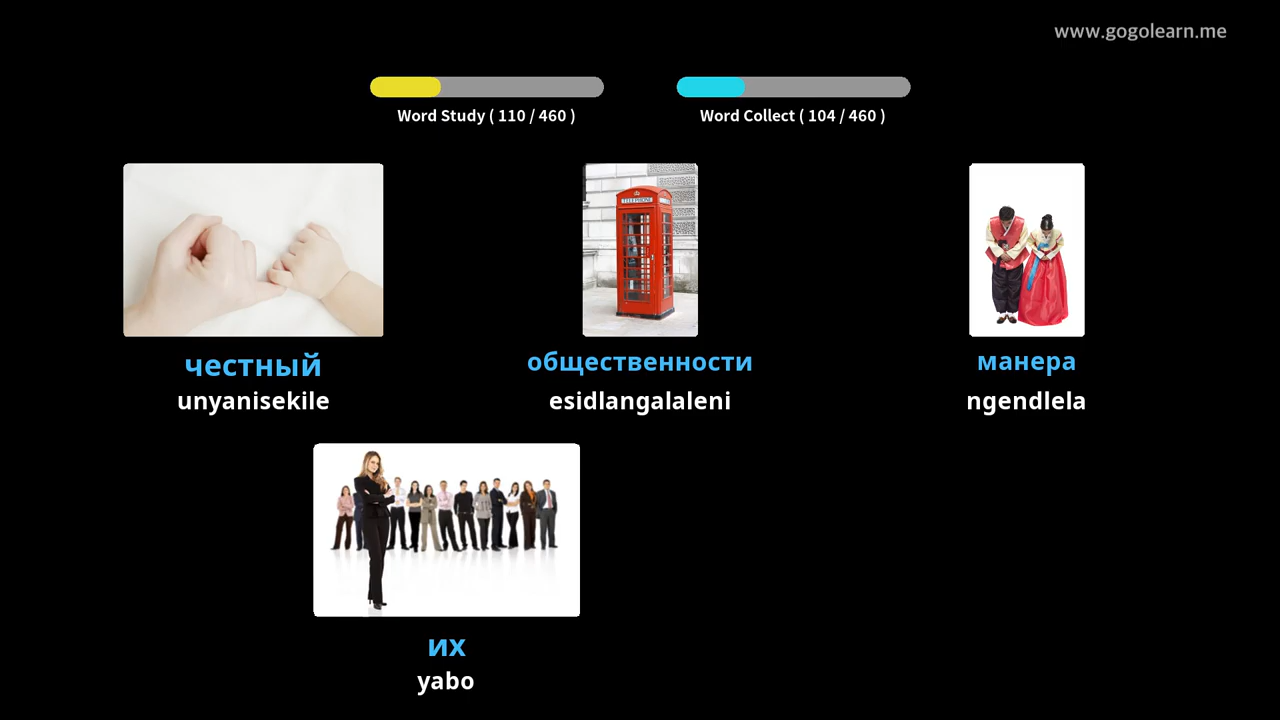 www.gogolearn.me
Word Study ( 110 / 460 )
Word Collect ( 104 / 460 )
TELEPHONE
честный
общественности
манера
unyanisekile
esidlangalaleni
ngendlela
их
yabo